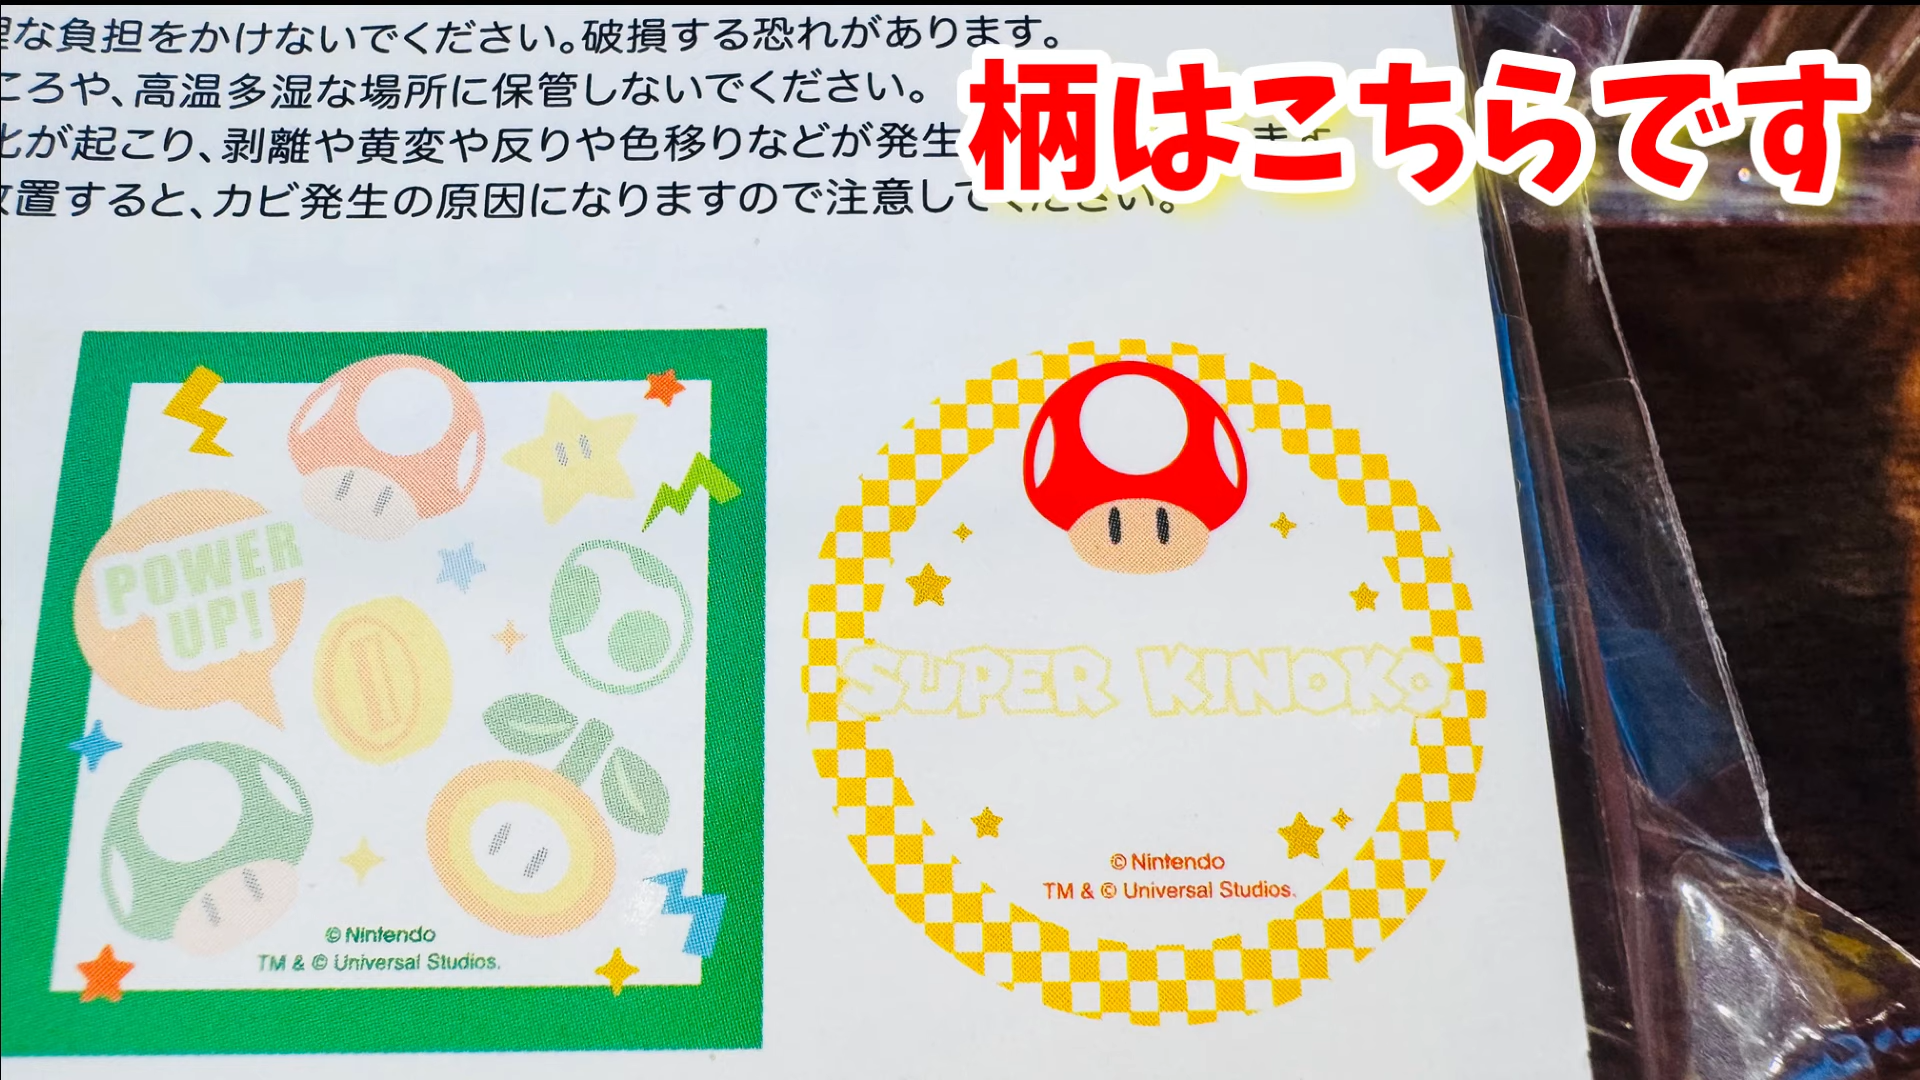 な負担をかけないでください。破損する恐れがあります。
ころや、高温多湿な場所に保管しないでください。
が起こり、剥離や黄変や反りや色移りなどが発生
置すると、カビ発生の原因になりますので注意してください。
柄はこちらです
POWER
UP!
© Nintendo
TM & © Universal Studios.
SUPER KINOKO
© Nintendo
TM & © Universal Studios.